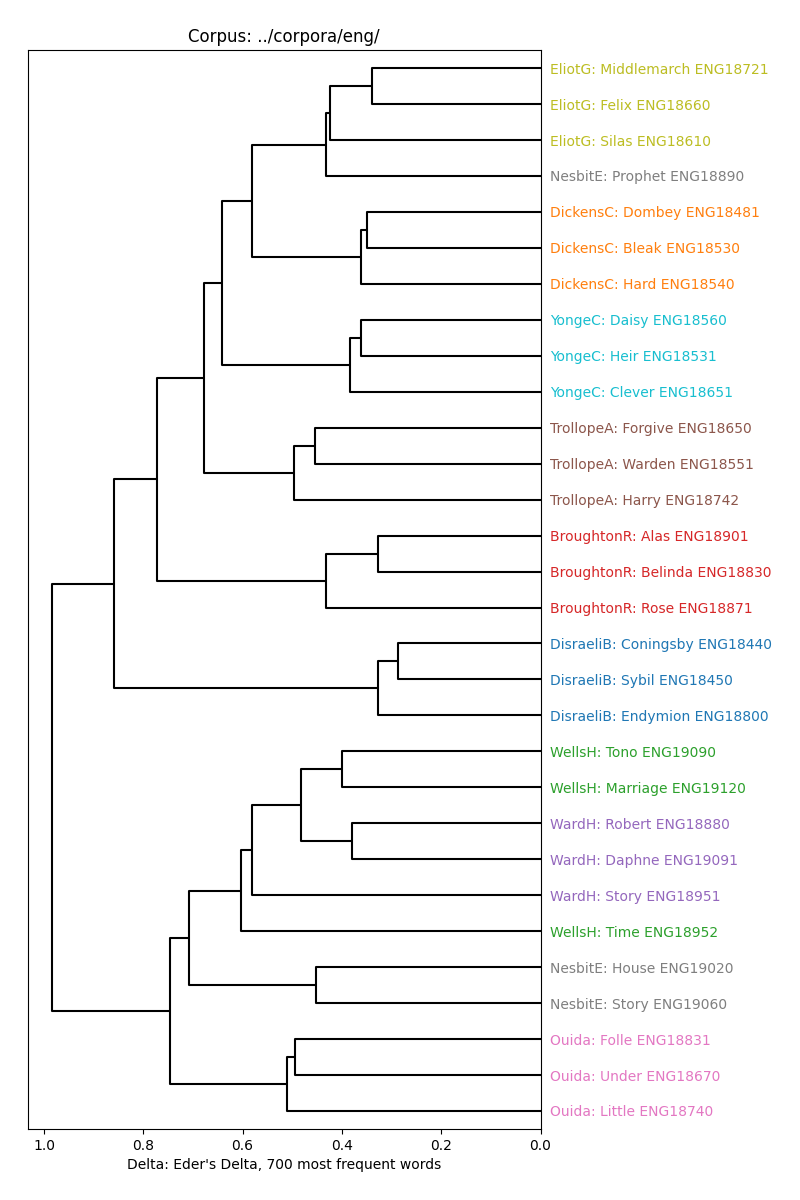 Corpus: ../corpora/eng/
EliotG: Middlemarch ENG18721
EliotG: Felix ENG18660
EliotG: Silas ENG18610
NesbitE: Prophet ENG18890
DickensC: Dombey ENG18481
DickensC: Bleak ENG18530
DickensC: Hard ENG18540
YongeC: Daisy ENG18560
YongeC: Heir ENG18531
YongeC: Clever ENG18651
TrollopeA: Forgive ENG18650
TrollopeA: Warden ENG18551
TrollopeA: Harry ENG18742
BroughtonR: Alas ENG18901
BroughtonR: Belinda ENG18830
BroughtonR: Rose ENG18871
DisraeliB: Coningsby ENG18440
DisraeliB: Sybil ENG18450
DisraeliB: Endymion ENG18800
WellsH: Tono ENG19090
WellsH: Marriage ENG19120
WardH: Robert ENG18880
WardH: Daphne ENG19091
WardH: Story ENG18951
WellsH: Time ENG18952
NesbitE: House ENG19020
NesbitE: Story ENG19060
Ouida: Folle ENG18831
Ouida: Under ENG18670
Ouida: Little ENG18740
1.0 0.8 0.6 0.4 0.2 0.0
Delta: Eder's Delta, 700 most frequent words